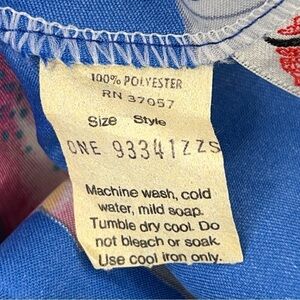 100% POLYESTER
RN 37057
Size Style
ONE 93341ZZS
Machine wash, cold
water, mild soap.
Tumble dry cool. Do
not bleach or soak.
Use cool iron only.